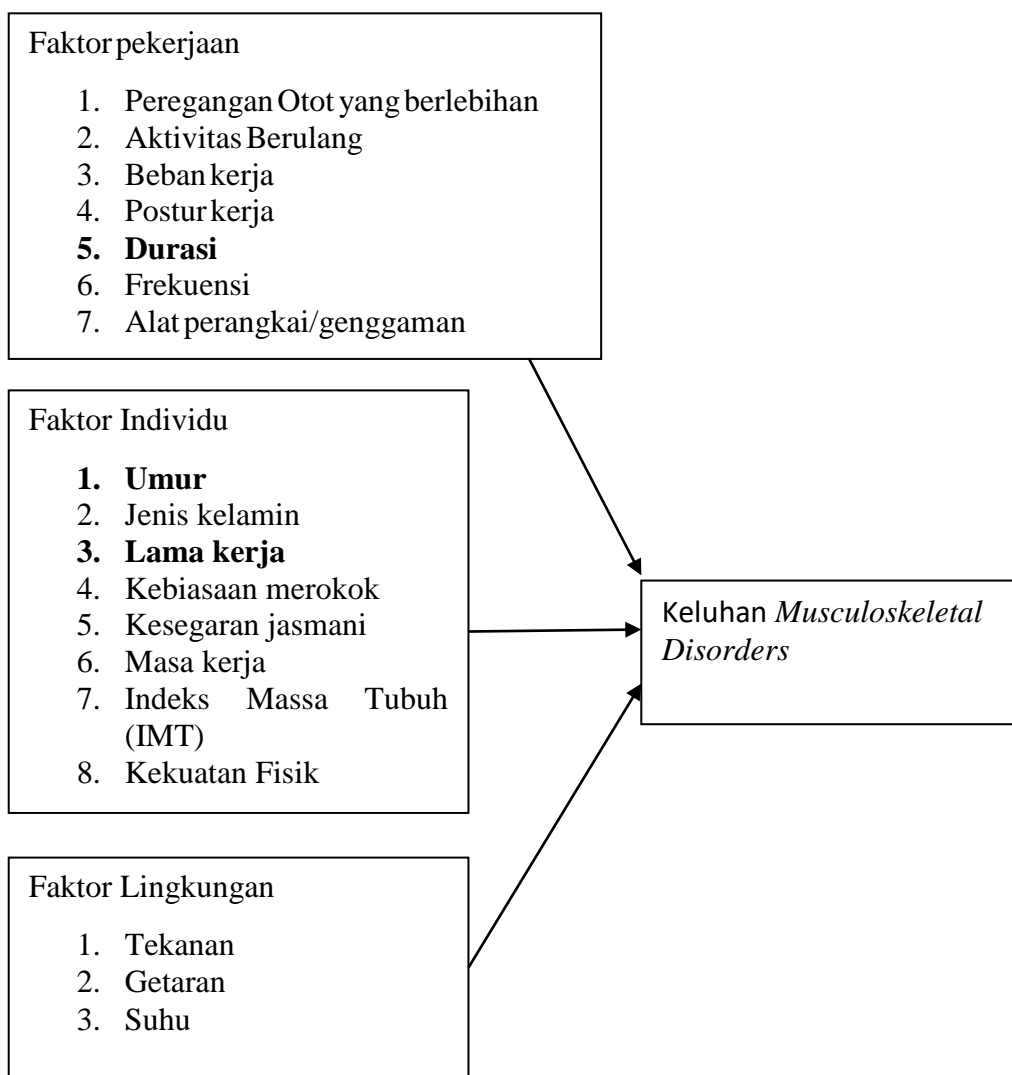 Faktor pekerjaan
1. Peregangan Otot yang berlebihan
2. Aktivitas Berulang
3. Beban kerja
4. Postur kerja
5. Durasi
6. Frekuensi
7. Alat perangkai/genggaman
Faktor Individu
1. Umur
2. Jenis kelamin
3. Lama kerja
4. Kebiasaan merokok
5. Kesegaran jasmani
6. Masa kerja
7. Indeks Massa Tubuh
(IMT)
8. Kekuatan Fisik
Keluhan Musculoskeletal
Disorders
Faktor Lingkungan
1. Tekanan
2. Getaran
3. Suhu